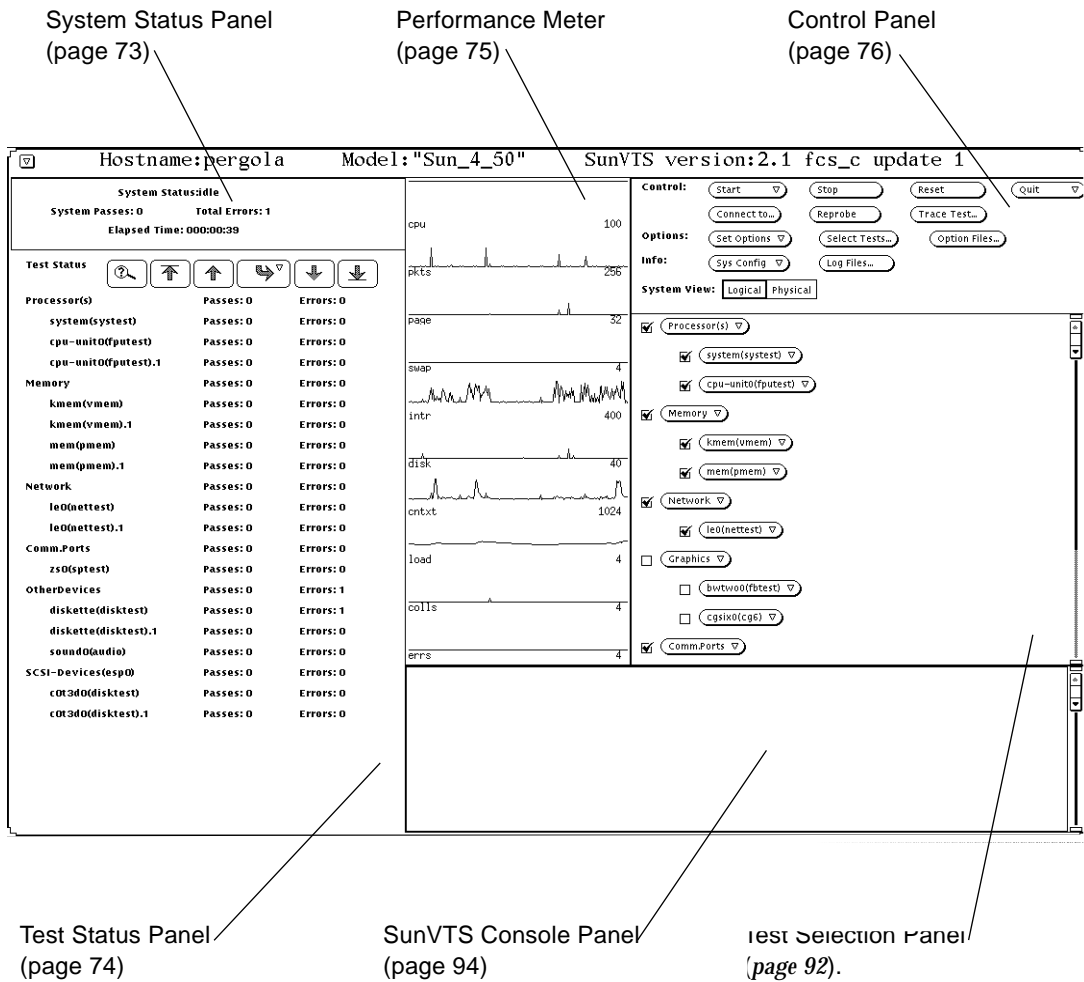 System Status Panel
(page 73)
Performance Meter
(page 75)
Control Panel
(page 76)
Hostname:pergola Model:"Sun_4_50" SunVTS version:2.1 fcs_c update 1
System Status:idle
System Passes: 0 Total Errors: 1
Elapsed Time: 000:00:39
Test Status
Processor(s) Passes: 0 Errors: 0
system(systest) Passes: 0 Errors: 0
cpu-unit0(fputest) Passes: 0 Errors: 0
cpu-unit0(fputest).1 Passes: 0 Errors: 0
Memory Passes: 0 Errors: 0
kmem(vmem) Passes: 0 Errors: 0
kmem(vmem).1 Passes: 0 Errors: 0
mem(pmem) Passes: 0 Errors: 0
mem(pmem).1 Passes: 0 Errors: 0
Network Passes: 0 Errors: 0
le0(nettest) Passes: 0 Errors: 0
le0(nettest).1 Passes: 0 Errors: 0
Comm.Ports Passes: 0 Errors: 0
zs0(sptest) Passes: 0 Errors: 0
OtherDevices Passes: 0 Errors: 1
diskette(disktest) Passes: 0 Errors: 1
diskette(disktest).1 Passes: 0 Errors: 0
sound0(audio) Passes: 0 Errors: 0
SCSI-Devices(esp0) Passes: 0 Errors: 0
c0t3d0(disktest) Passes: 0 Errors: 0
c0t3d0(disktest).1 Passes: 0 Errors: 0
cpu 100
pkts 256
page 32
swap 4
intr 400
disk 40
cntxt 1024
load 4
colls 4
errs 4
Control: Start Stop Reset Quit
Connect to... Reprobe Trace Test...
Options: Set Options Select Tests... Option Files...
Info: Sys Config Log Files...
System View: Logical Physical
Processor(s)
system(systest)
cpu-unit0(fputest)
Memory
kmem(vmem)
mem(pmem)
Network
le0(nettest)
Graphics
bwtwo0(fbtest)
cgsix0(cg6)
Comm.Ports
Test Status Panel
(page 74)
SunVTS Console Panel
(page 94)
Test Selection Panel
(page 92).